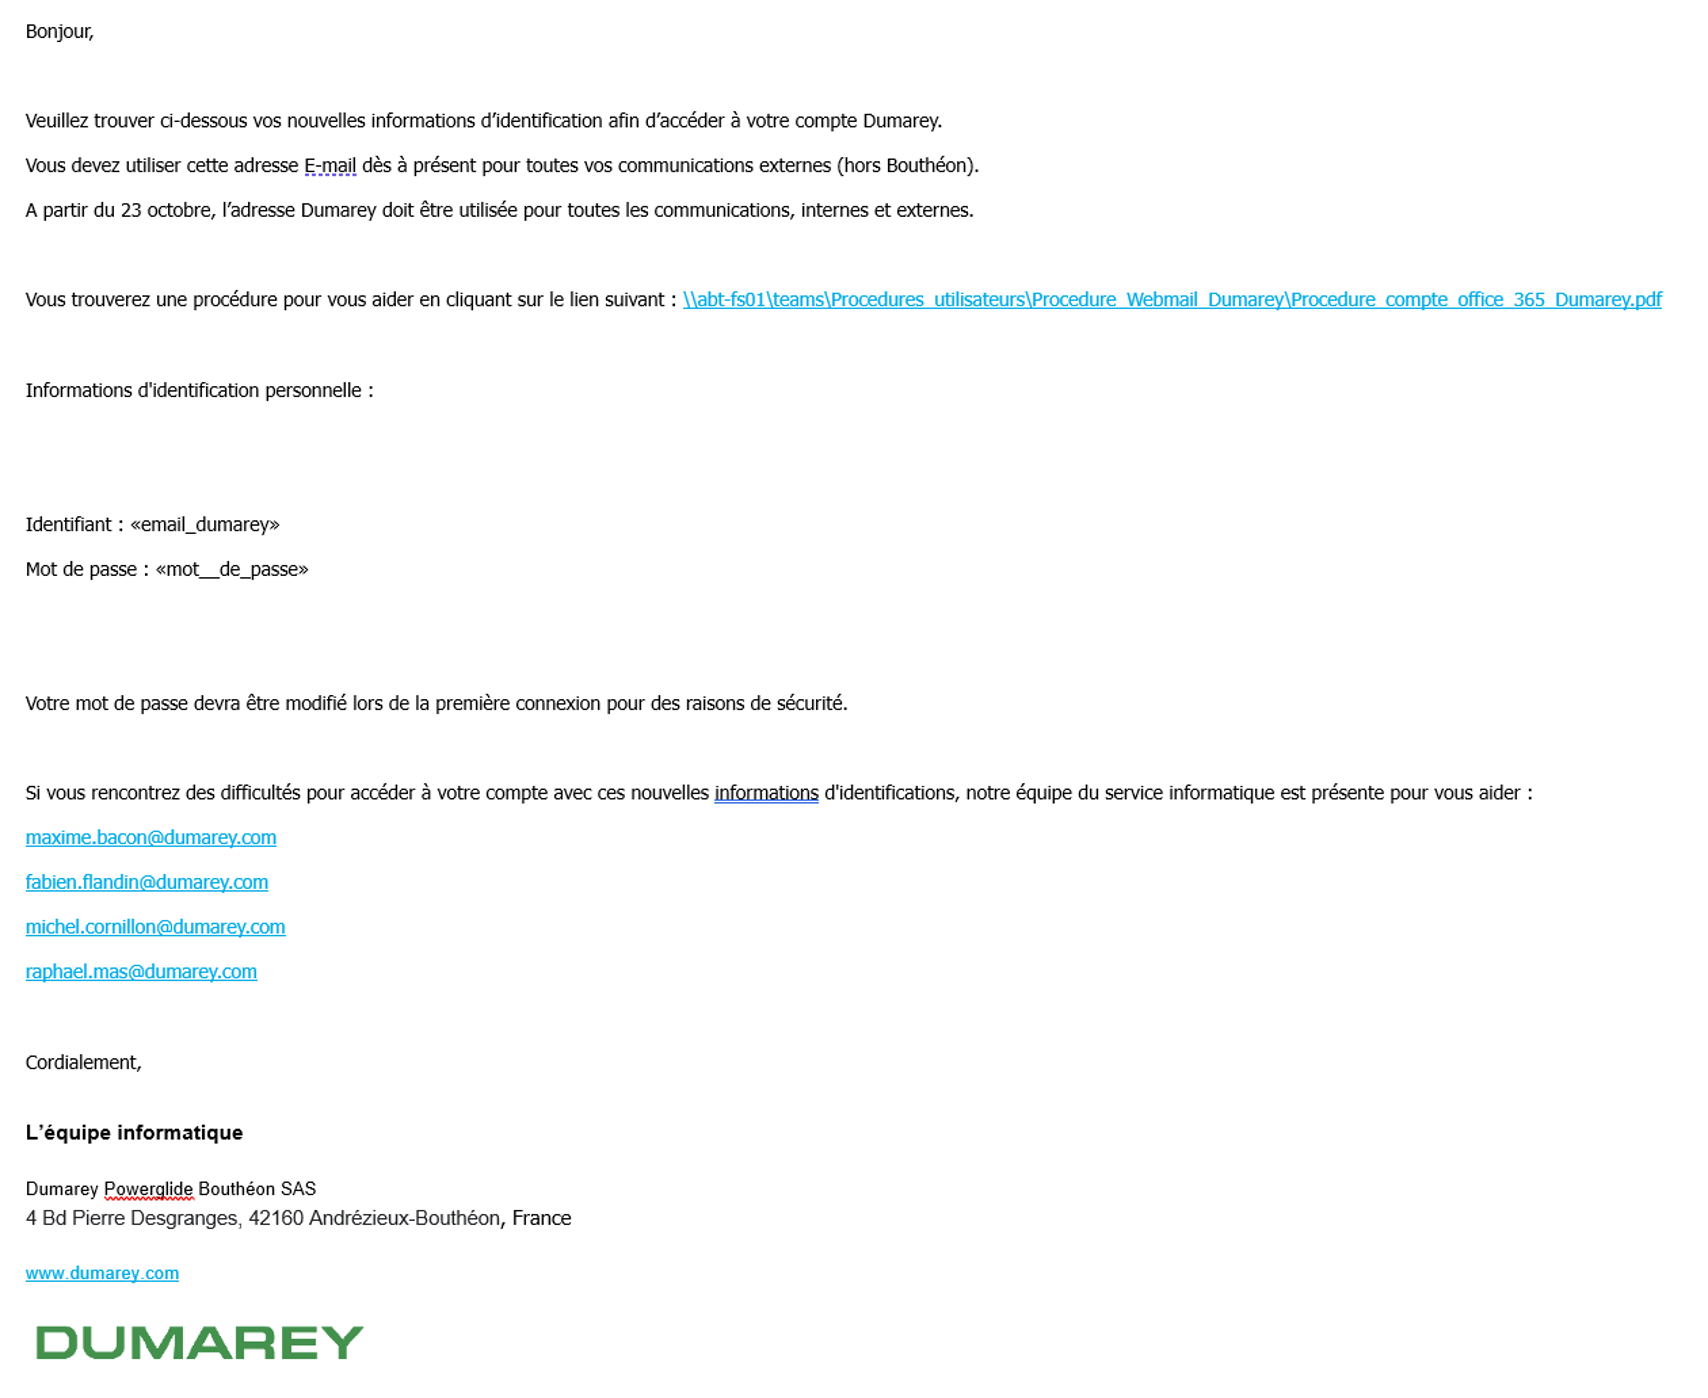 Bonjour,
Veuillez trouver ci-dessous vos nouvelles informations d’identification afin d’accéder à votre compte Dumarey.
Vous devez utiliser cette adresse E-mail dès à présent pour toutes vos communications externes (hors Bouthéon).
A partir du 23 octobre, l’adresse Dumarey doit être utilisée pour toutes les communications, internes et externes.
Vous trouverez une procédure pour vous aider en cliquant sur le lien suivant : \\abt-fs01\teams\Procedures_utilisateurs\Procedure_Webmail_Dumarey\Procedure_compte_office_365_Dumarey.pdf
Informations d'identification personnelle :
Identifiant : «email_dumarey»
Mot de passe : «mot__de_passe»
Votre mot de passe devra être modifié lors de la première connexion pour des raisons de sécurité.
Si vous rencontrez des difficultés pour accéder à votre compte avec ces nouvelles informations d'identifications, notre équipe du service informatique est présente pour vous aider :
maxime.bacon@dumarey.com
fabien.flandin@dumarey.com
michel.cornillon@dumarey.com
raphael.mas@dumarey.com
Cordialement,
L’équipe informatique
Dumarey Powerglide Bouthéon SAS
4 Bd Pierre Desgranges, 42160 Andrézieux-Bouthéon, France
www.dumarey.com
DUMAREY